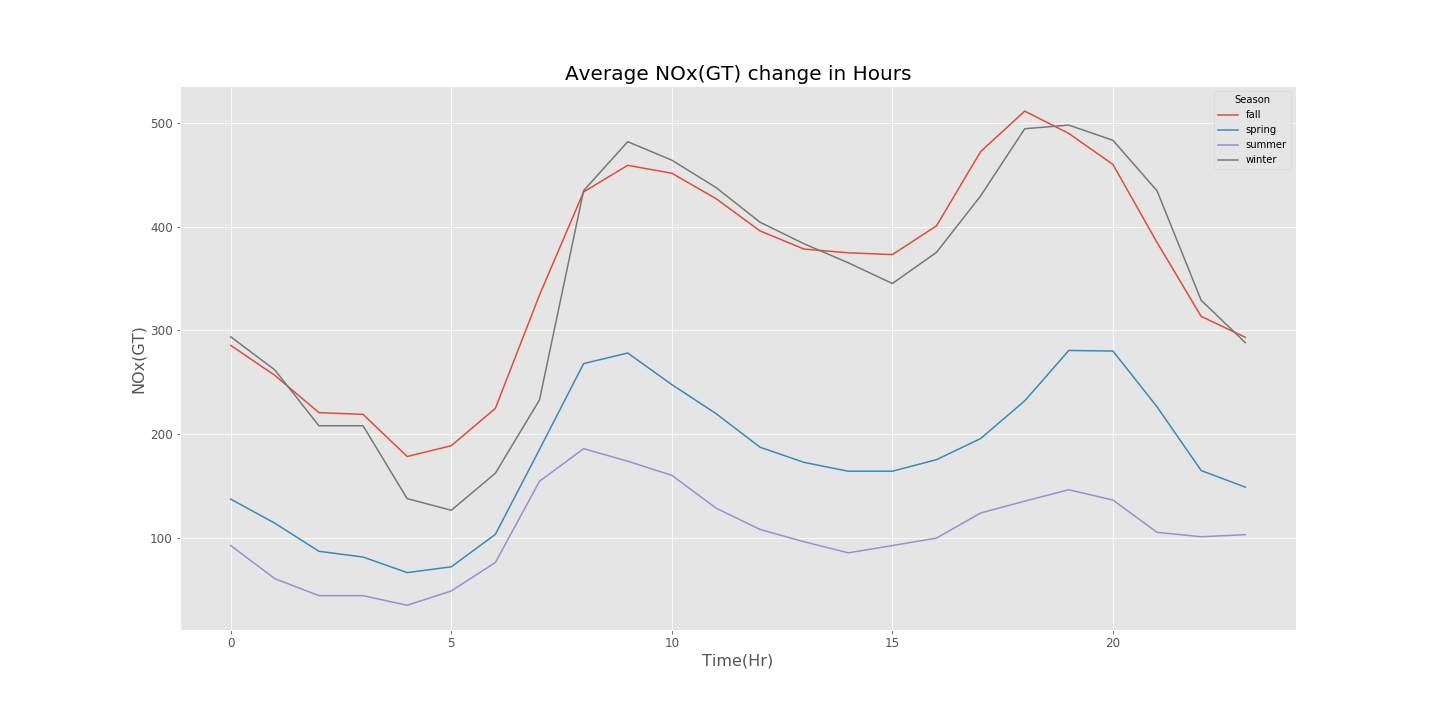 Average NOx(GT) change in Hours
Season
fall
spring
summer
winter
500
400
300
200
100
NOx(GT)
0 5 10 15 20
Time(Hr)